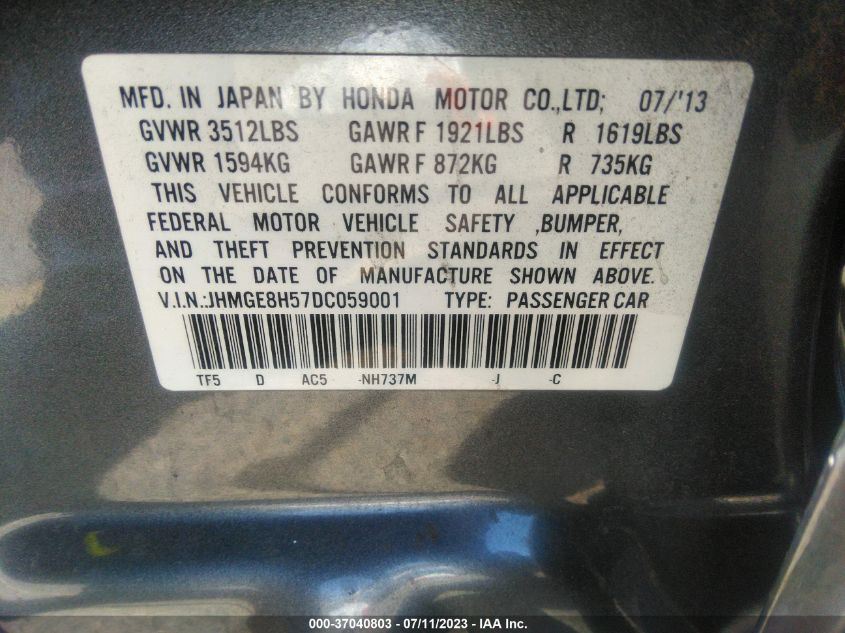 MFD. IN JAPAN BY HONDA MOTOR CO.,LTD; 07/'13
GVWR 3512LBS GAWR F 1921LBS R 1619LBS
GVWR 1594KG GAWR F 872KG R 735KG
THIS VEHICLE CONFORMS TO ALL APPLICABLE
FEDERAL MOTOR VEHICLE SAFETY ,BUMPER,
AND THEFT PREVENTION STANDARDS IN EFFECT
ON THE DATE OF MANUFACTURE SHOWN ABOVE.
V.I.N.:JHMGE8H57DC059001 TYPE: PASSENGER CAR
TF5 D AC5 -NH737M -J -C
000-37040803 - 07/11/2023 - IAA Inc.